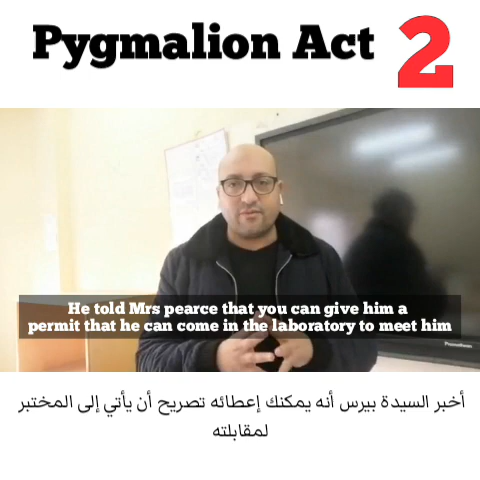 Pygmalion Act 2
He told Mrs pearce that you can give him a
permit that he can come in the laboratory to meet him
أخبر السيدة بيرس أنه يمكنك إعطائه تصريح أن يأتي إلى المختبر
لمقابلته